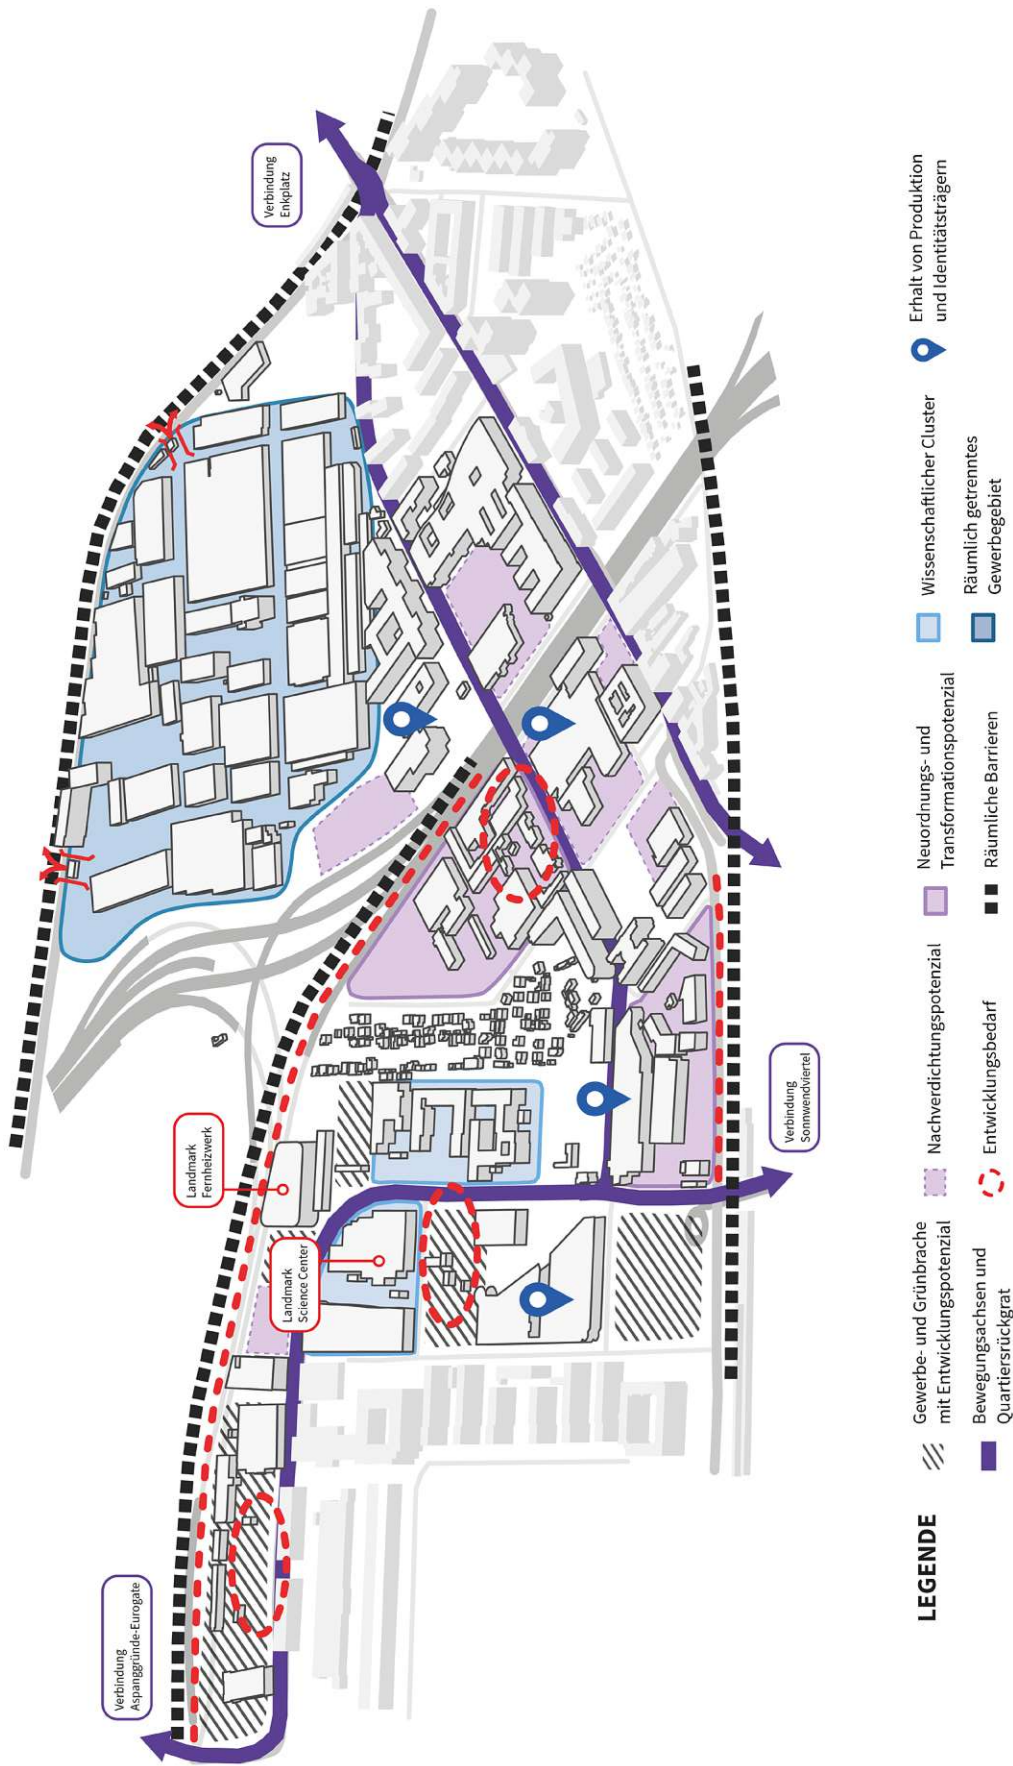 Verbindung
Aspanggründe-Eurogate
Landmark
Fernheizwerk
Landmark
Science Center
Verbindung
Enkplatz
Verbindung
Sonnwendviertel
LEGENDE
Gewerbe- und Grünbrache
mit Entwicklungspotenzial
Bewegungsachsen und
Quartiersrückgrat
Nachverdichtungspotenzial
Entwicklungsbedarf
Neuordnungs- und
Transformationspotenzial
Räumliche Barrieren
Wissenschaftlicher Cluster
Räumlich getrenntes
Gewerbegebiet
Erhalt von Produktion
und Identitätsträgern